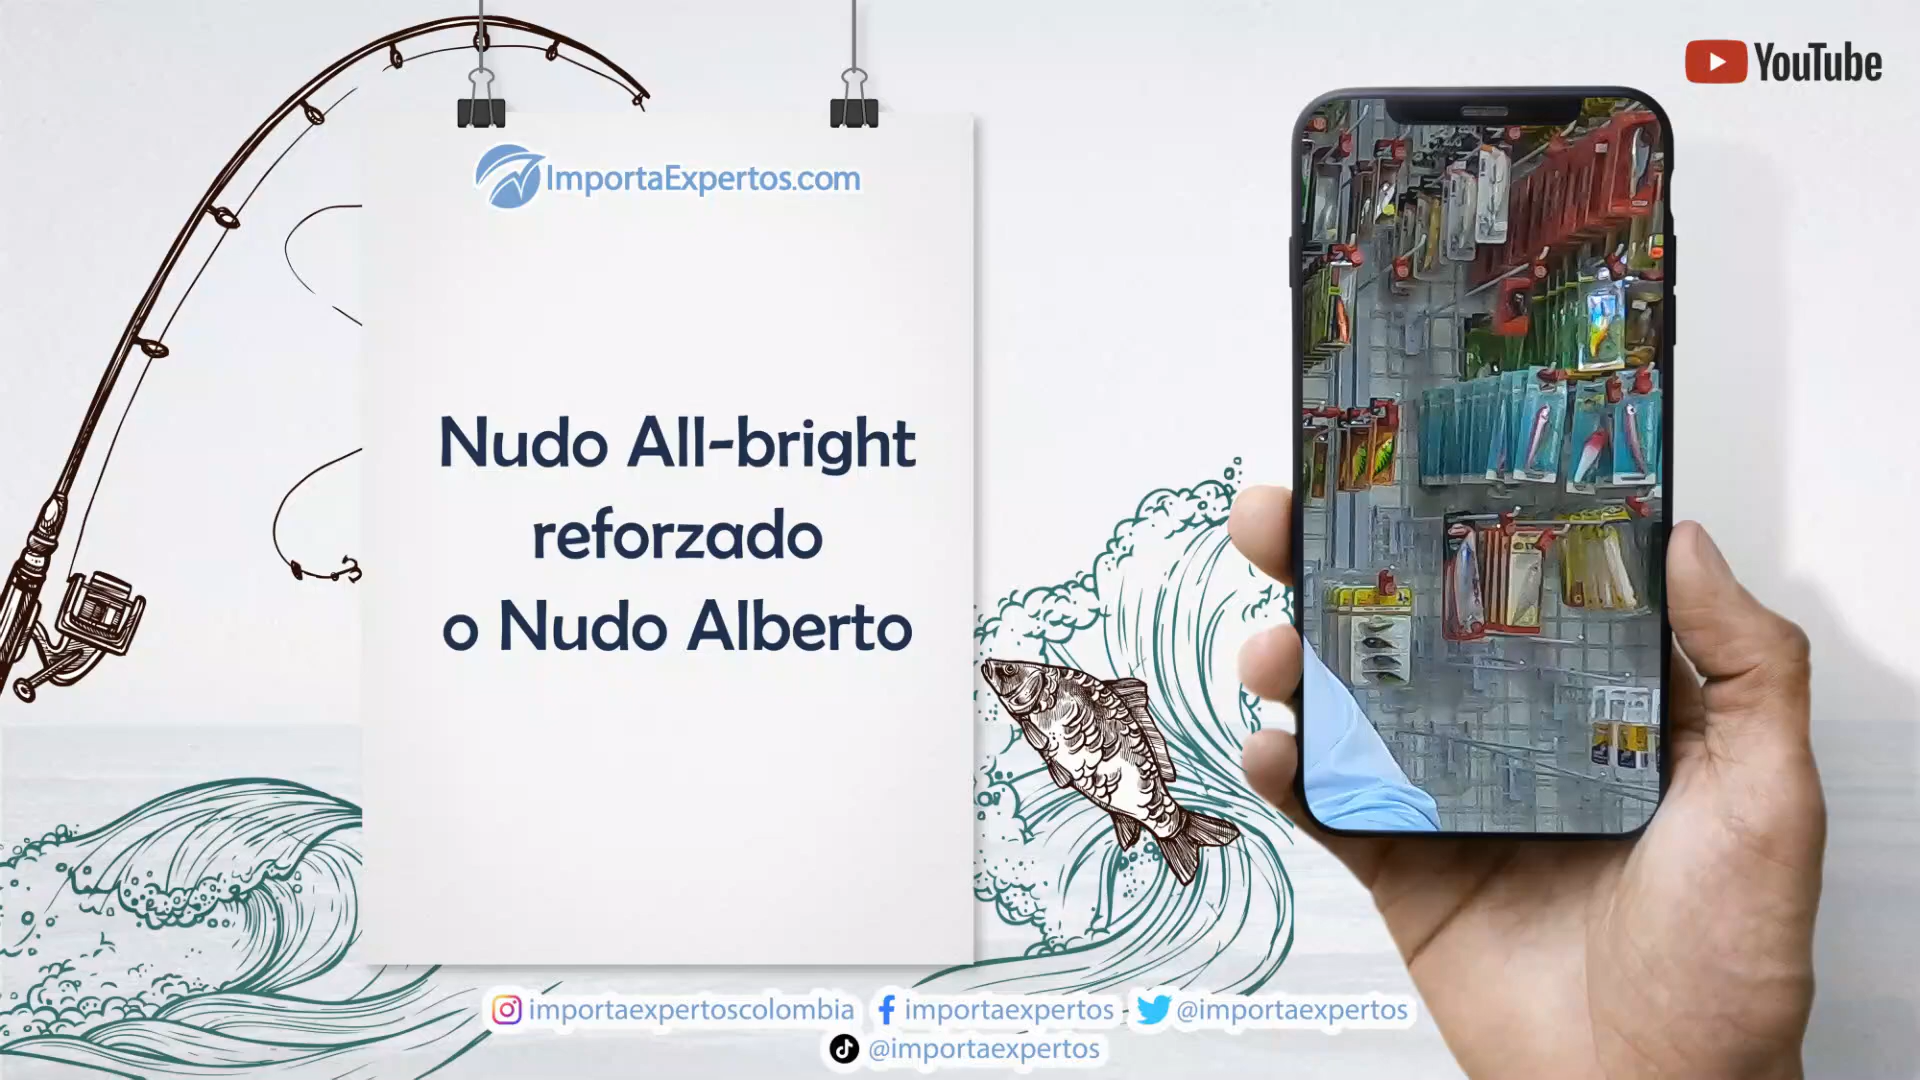 YouTube
ImportaExpertos.com
Nudo All-bright
reforzado
o Nudo Alberto
importaexpertoscolombia importaexpertos @importaexpertos
@importaexpertos